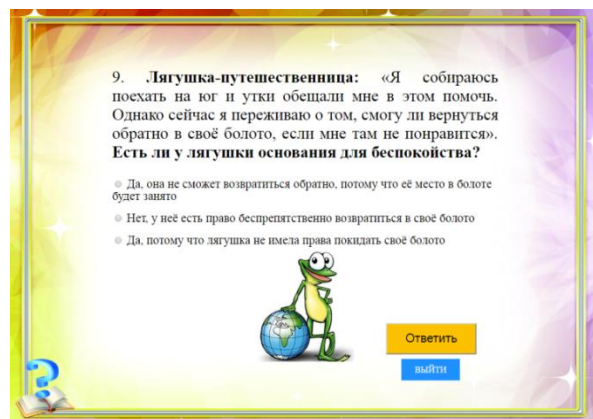 9. Лягушка-путешественница: «Я собираюсь
поехать на юг и утки обещали мне в этом помочь.
Однако сейчас я переживаю о том, смогу ли вернуться
обратно в своё болото, если мне там не понравится».
Есть ли у лягушки основания для беспокойства?
Да, она не сможет возвратиться обратно, потому что её место в болоте
будет занято
Нет, у неё есть право беспрепятственно возвратиться в своё болото
Да, потому что лягушка не имела права покидать своё болото
Ответить
выйти